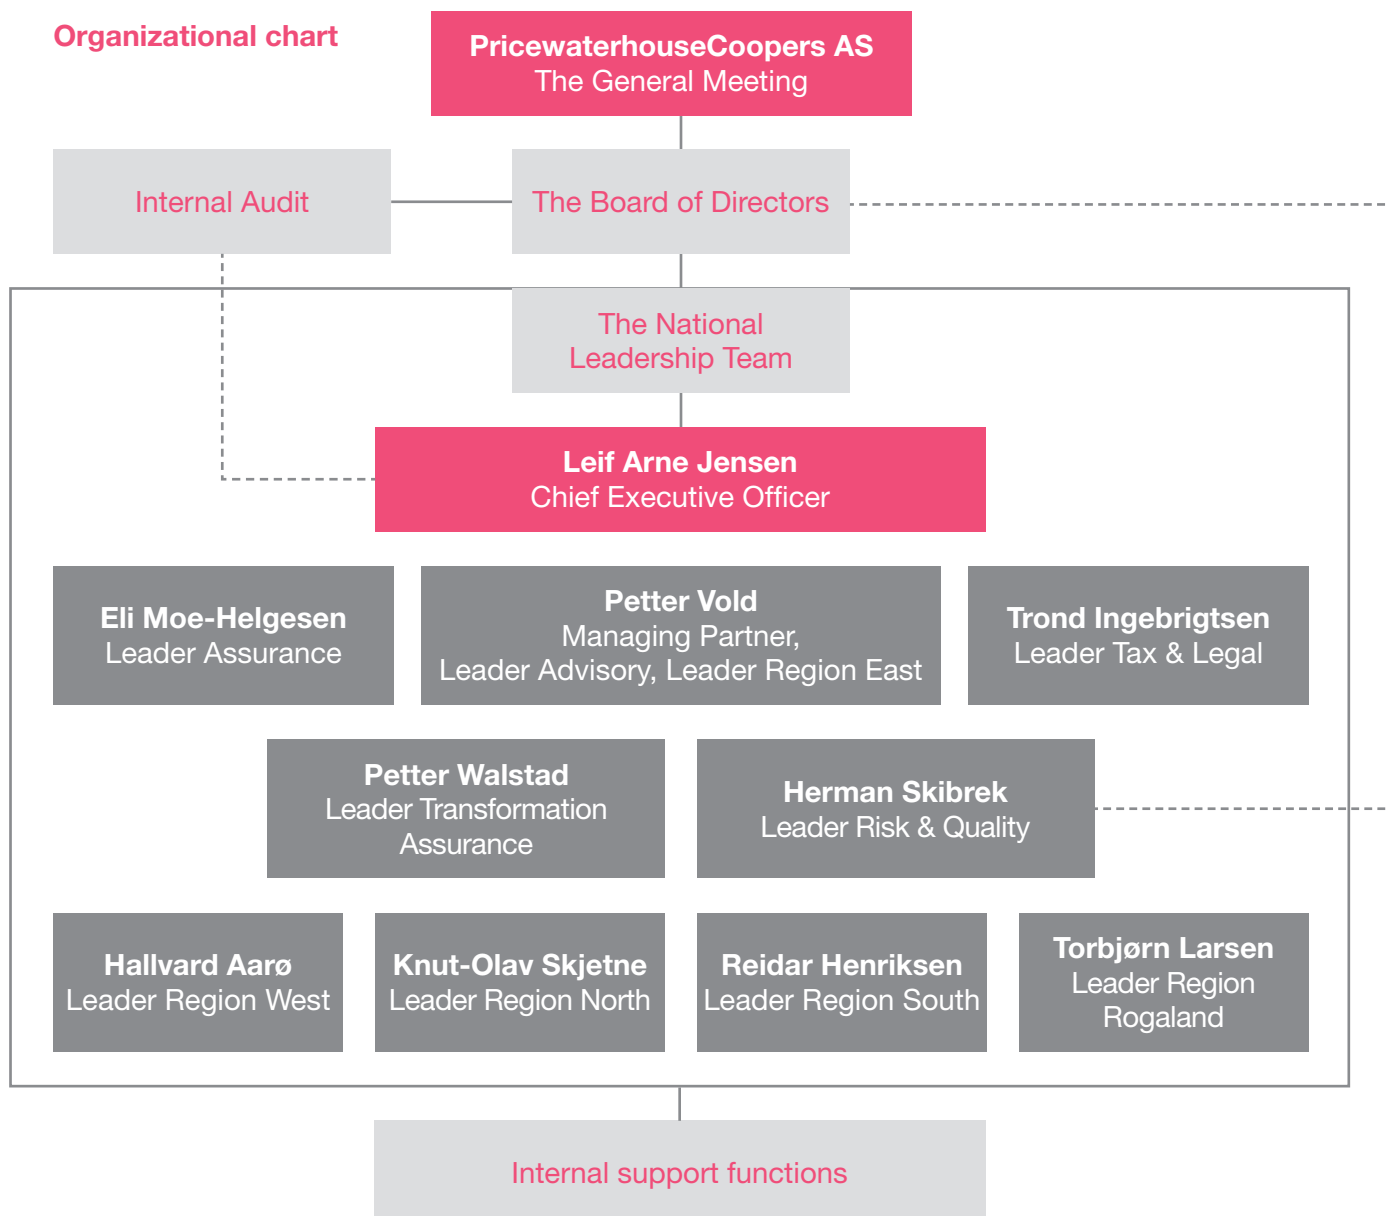 Organizational chart
PricewaterhouseCoopers AS
The General Meeting
Internal Audit
The Board of Directors
The National
Leadership Team
Leif Arne Jensen
Chief Executive Officer
Eli Moe-Helgesen
Leader Assurance
Petter Vold
Managing Partner,
Leader Advisory, Leader Region East
Trond Ingebrigtsen
Leader Tax & Legal
Petter Walstad
Leader Transformation
Assurance
Herman Skibrek
Leader Risk & Quality
Hallvard Aarø
Leader Region West
Knut-Olav Skjetne
Leader Region North
Reidar Henriksen
Leader Region South
Torbjørn Larsen
Leader Region
Rogaland
Internal support functions